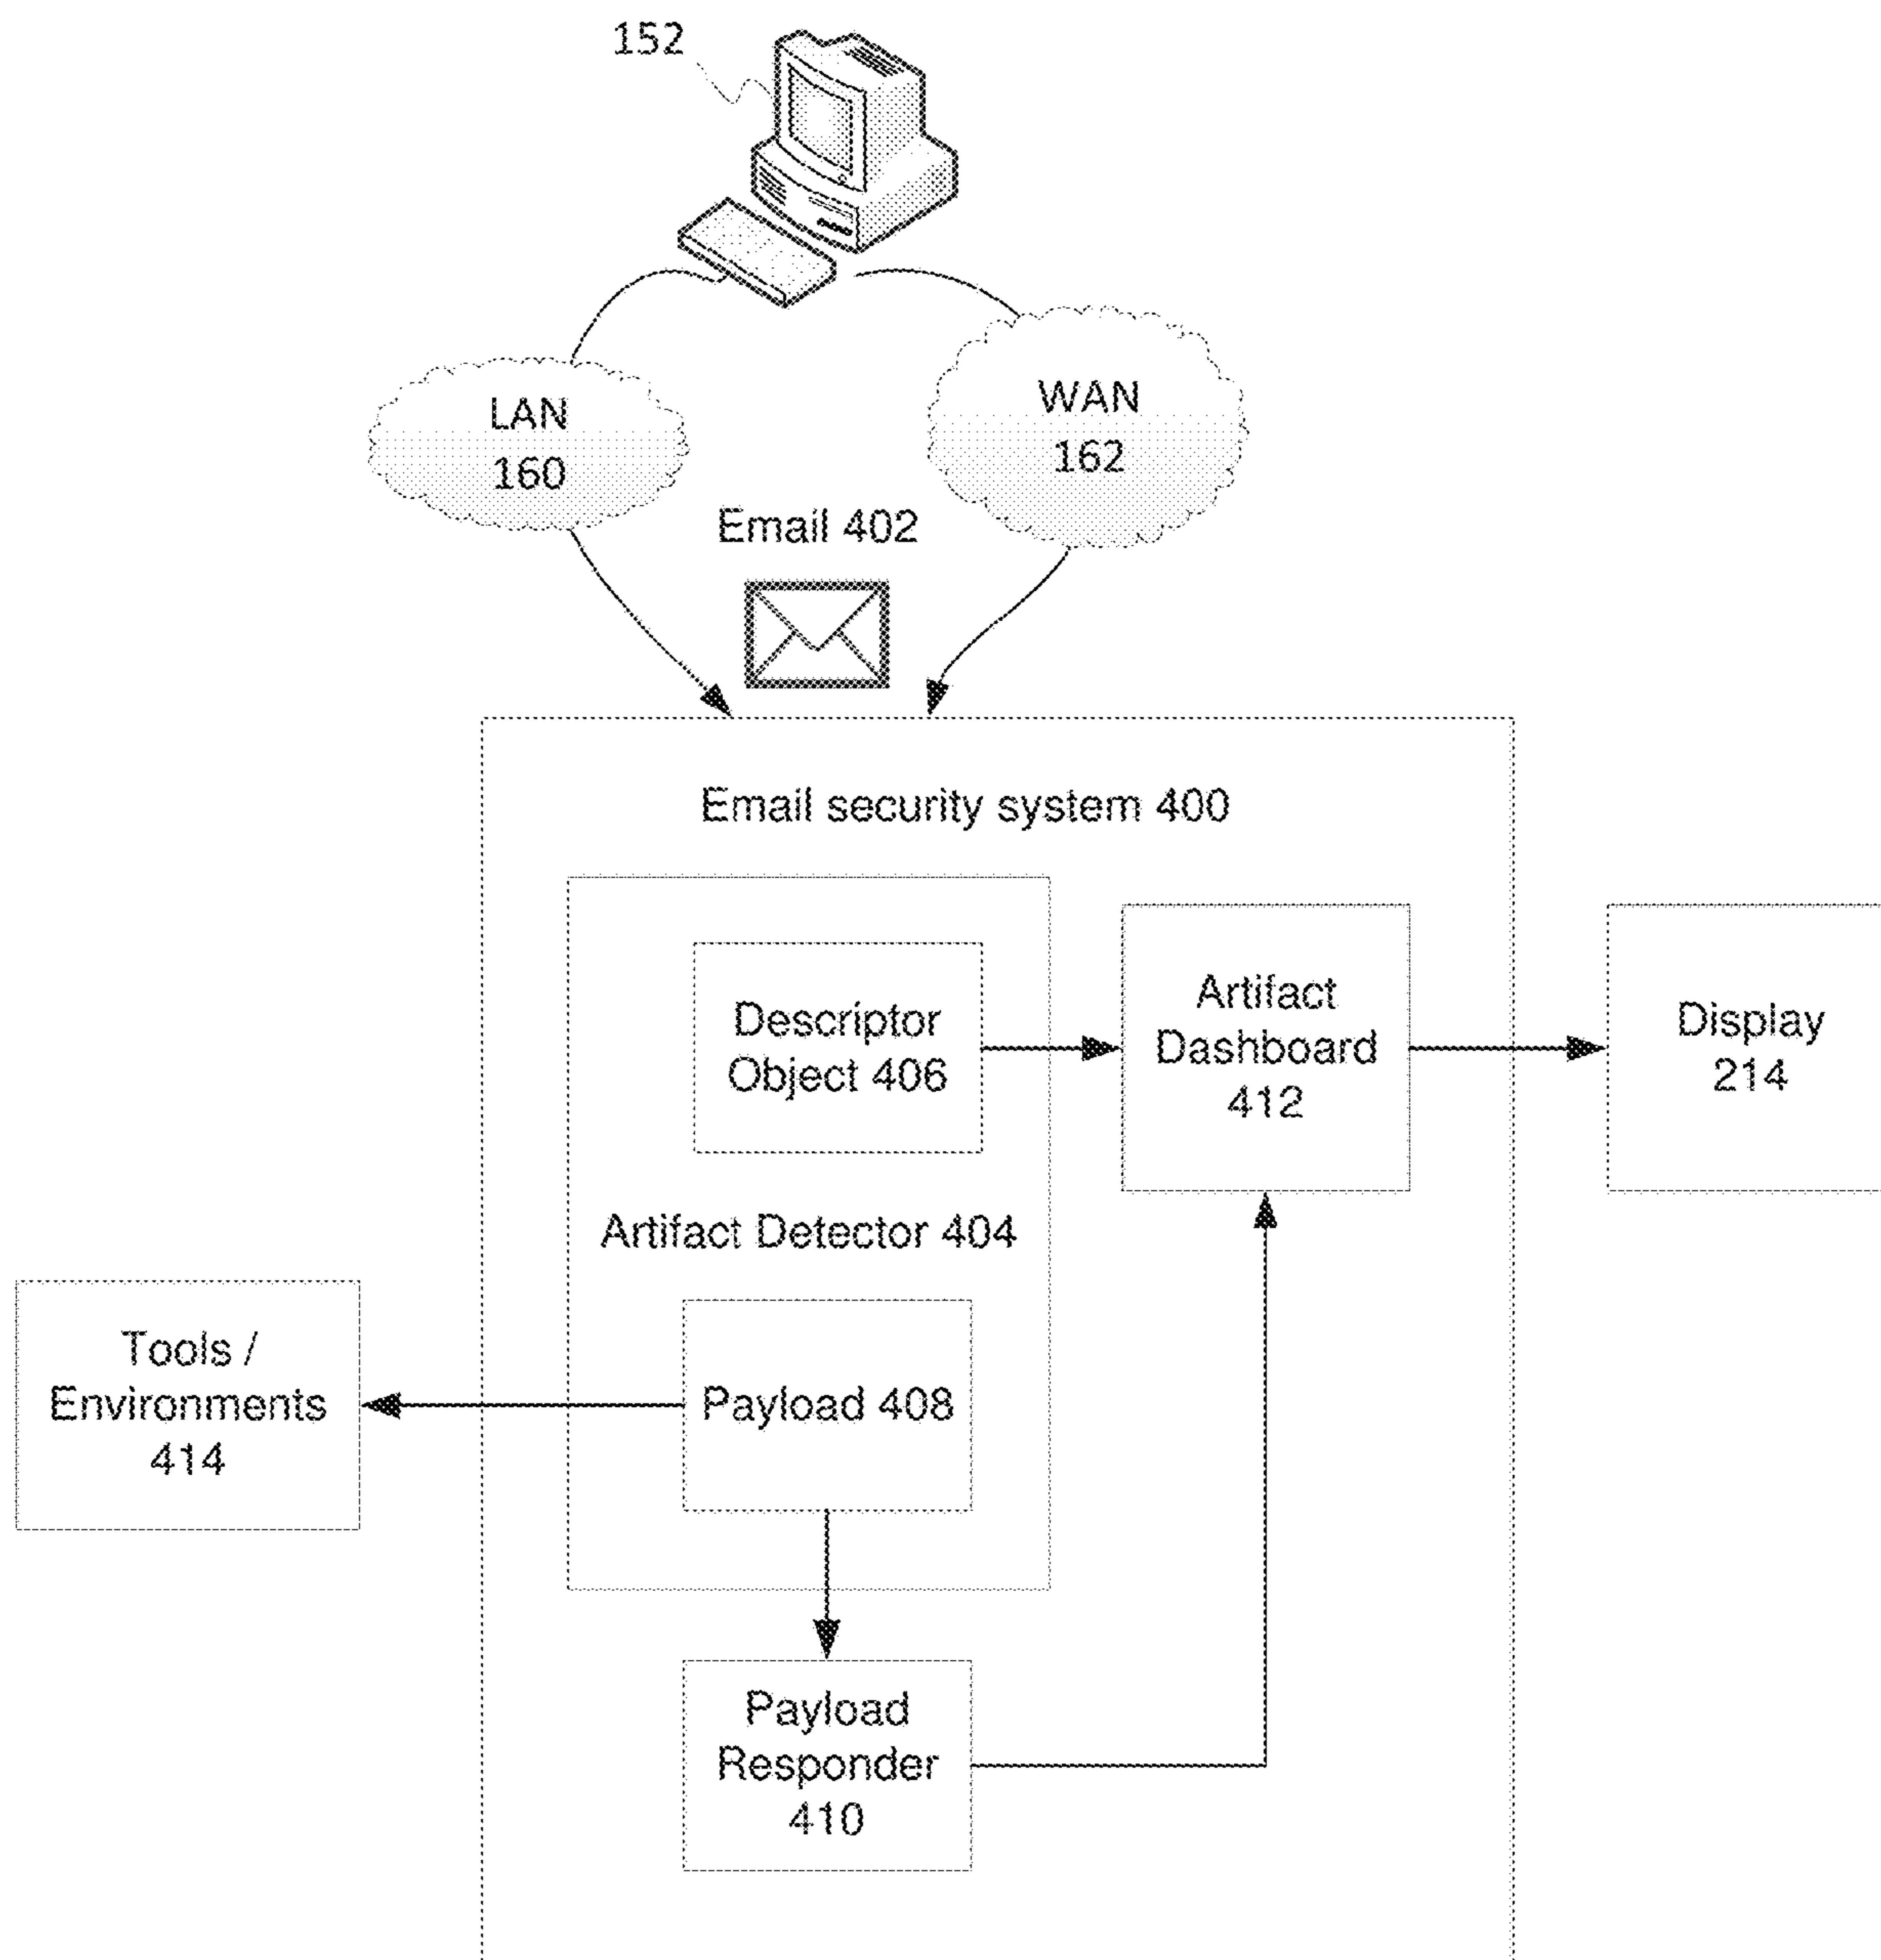 152
LAN
160
WAN
162
Email 402
Email security system 400
Descriptor
Object 406
Artifact
Dashboard
412
Display
214
Artifact Detector 404
Tools /
Environments
414
Payload 408
Payload
Responder
410